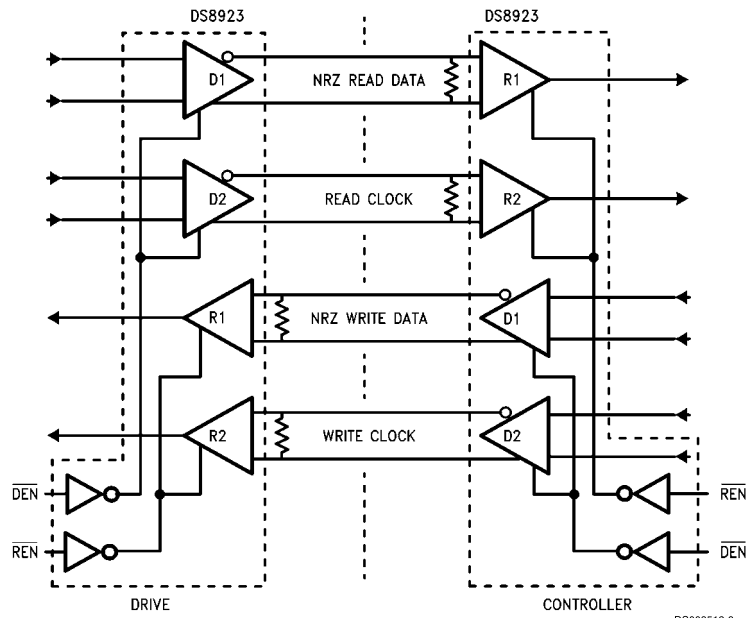 DS8923
DS8923
D1
NRZ READ DATA
R1
D2
READ CLOCK
R2
R1
NRZ WRITE DATA
D1
R2
WRITE CLOCK
D2
DEN
REN
REN
DEN
DRIVE
CONTROLLER